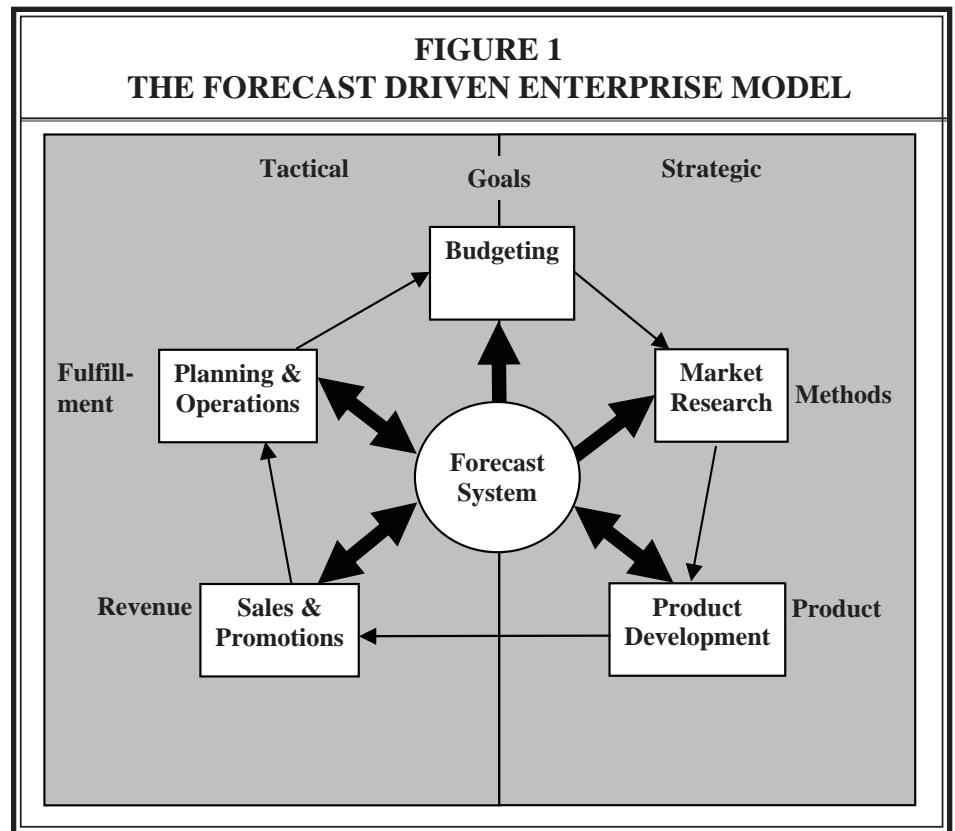 FIGURE 1
THE FORECAST DRIVEN ENTERPRISE MODEL
Tactical
Goals
Strategic
Budgeting
Fulfill-
ment
Planning &
Operations
Market
Research
Methods
Forecast
System
Revenue
Sales &
Promotions
Product
Development
Product